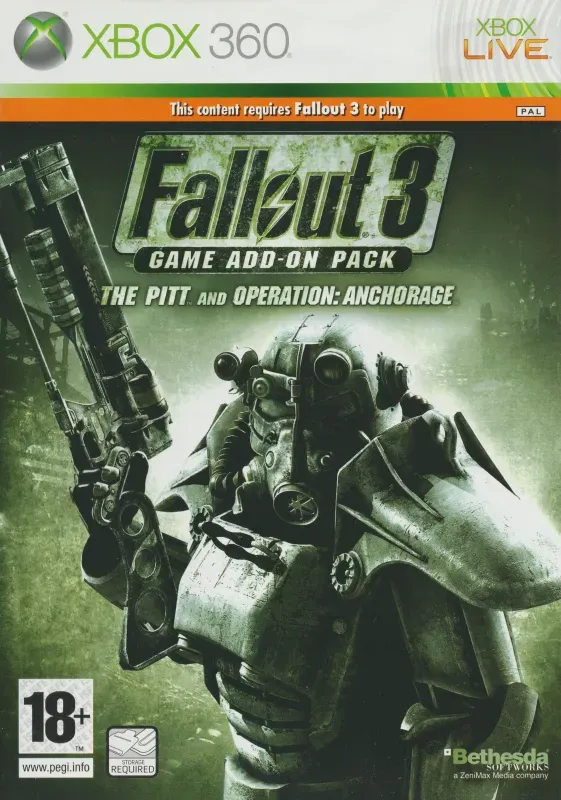 XBOX 360
XBOX
LIVE
This content requires Fallout 3 to play
PAL
Fallout 3
GAME ADD-ON PACK
THE PITT™ AND OPERATION: ANCHORAGE
18+
www.pegi.info
STORAGE
REQUIRED
Bethesda
SOFTWORKS
a ZeniMax Media company